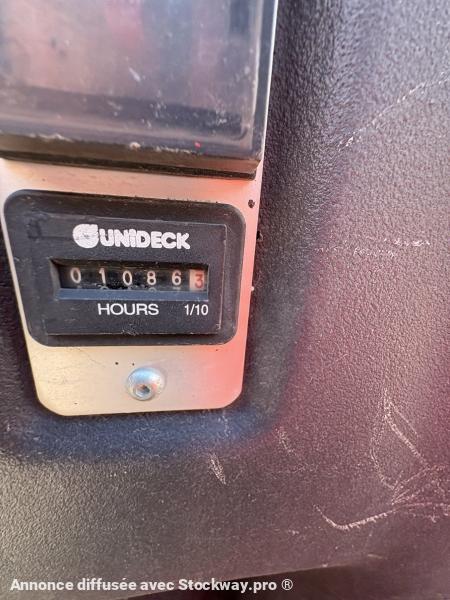 UNIDECK
010863
HOURS 1/10
Annonce diffusée avec Stockway.pro ®